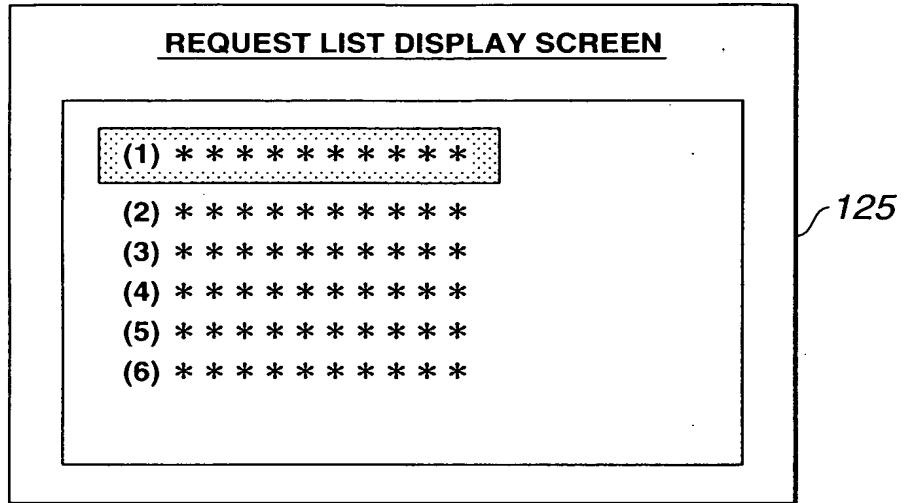 REQUEST LIST DISPLAY SCREEN
(1) * * * * * * * * * *
(2) * * * * * * * * * *
(3) * * * * * * * * * *
(4) * * * * * * * * * *
(5) * * * * * * * * * *
(6) * * * * * * * * * *
125